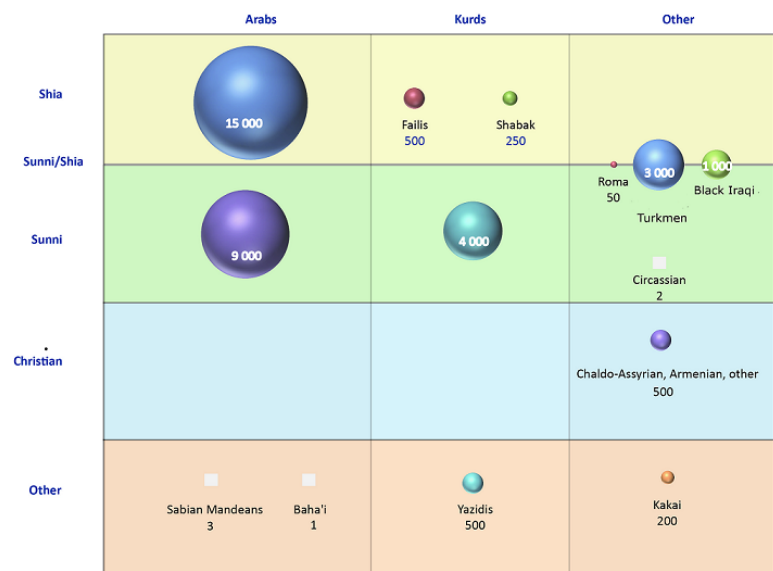 Arabs
Kurds
Other
Shia
15 000
Failis
500
Shabak
250
Sunni/Shia
Roma
50
3 000
Turkmen
1 000
Black Iraqi
Sunni
9 000
4 000
Circassian
2
Christian
Chaldo-Assyrian, Armenian, other
500
Other
Sabian Mandeans
3
Baha'i
1
Yazidis
500
Kakai
200